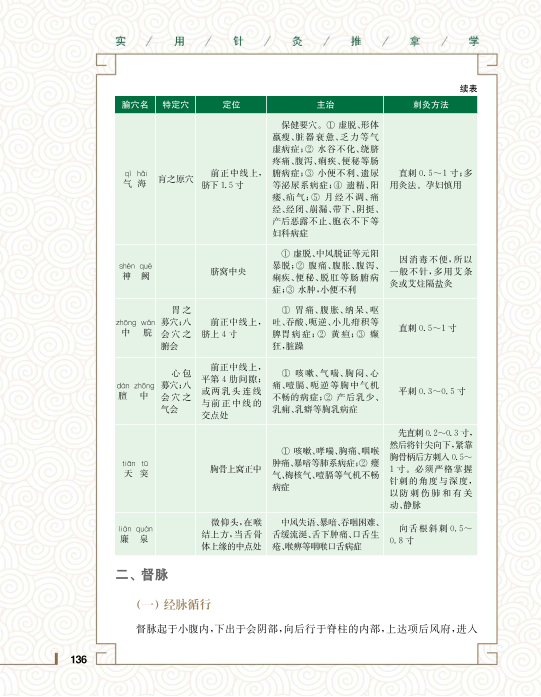 实 / 用 / 针 / 灸 / 推 / 拿 / 学
续表
腧穴名 特定穴 定位 主治 刺灸方法
qì hǎi
气 海
肓之原穴
前正中线上，
脐下 1.5 寸
保健要穴。① 虚脱、形体
羸瘦、脏器衰惫、乏力等气
虚病症；② 水谷不化、绕脐
疼痛、腹泻、痢疾、便秘等肠
腑病症；③ 小便不利、遗尿
等泌尿系病症；④ 遗精、阳
痿、疝气；⑤ 月经不调、痛
经、经闭、崩漏、带下、阴挺、
产后恶露不止、胞衣不下等
妇科病症
直刺 0.5～1 寸；多
用灸法。孕妇慎用
shén què
神 阙
脐窝中央
① 虚脱、中风脱证等元阳
暴脱；② 腹痛、腹胀、腹泻、
痢疾、便秘、脱肛等肠腑病
症；③ 水肿，小便不利
因消毒不便，所以
一般不针，多用艾条
灸或艾炷隔盐灸
zhōng wǎn
中 脘
胃之
募穴；八
会穴之
腑会
前正中线上，
脐上 4 寸
① 胃痛、腹胀、纳呆、呕
吐、吞酸、呃逆、小儿疳积等
脾胃病症；② 黄疸；③ 癫
狂，脏躁
直刺 0.5～1 寸
dàn zhōng
膻 中
心包
募穴；八
会穴之
气会
前正中线上，
平第 4 肋间隙；
或两乳头连线
与前正中线的
交点处
① 咳嗽、气喘、胸闷、心
痛、噎膈、呃逆等胸中气机
不畅的病症；② 产后乳少、
乳痈、乳癖等胸乳病症
平刺 0.3～0.5 寸
tiān tū
天 突
胸骨上窝正中
① 咳嗽、哮喘、胸痛、咽喉
肿痛、暴喑等肺系病症；② 瘿
气、梅核气、噎膈等气机不畅
病症
先直刺 0.2～0.3 寸，
然后将针尖向下，紧靠
胸骨柄后方刺入 0.5～
1 寸。必须严格掌握
针刺的角度与深度，
以防刺伤肺和有关
动、静脉
lián quán
廉 泉
微仰头，在喉
结上方，当舌骨
体上缘的中点处
中风失语、暴喑、吞咽困难、
舌缓流涎、舌下肿痛、口舌生
疮、喉痹等咽喉口舌病症
向舌根斜刺 0.5～
0.8 寸
二、督脉
（一）经脉循行
督脉起于小腹内，下出于会阴部，向后行于脊柱的内部，上达项后风府，进入
136